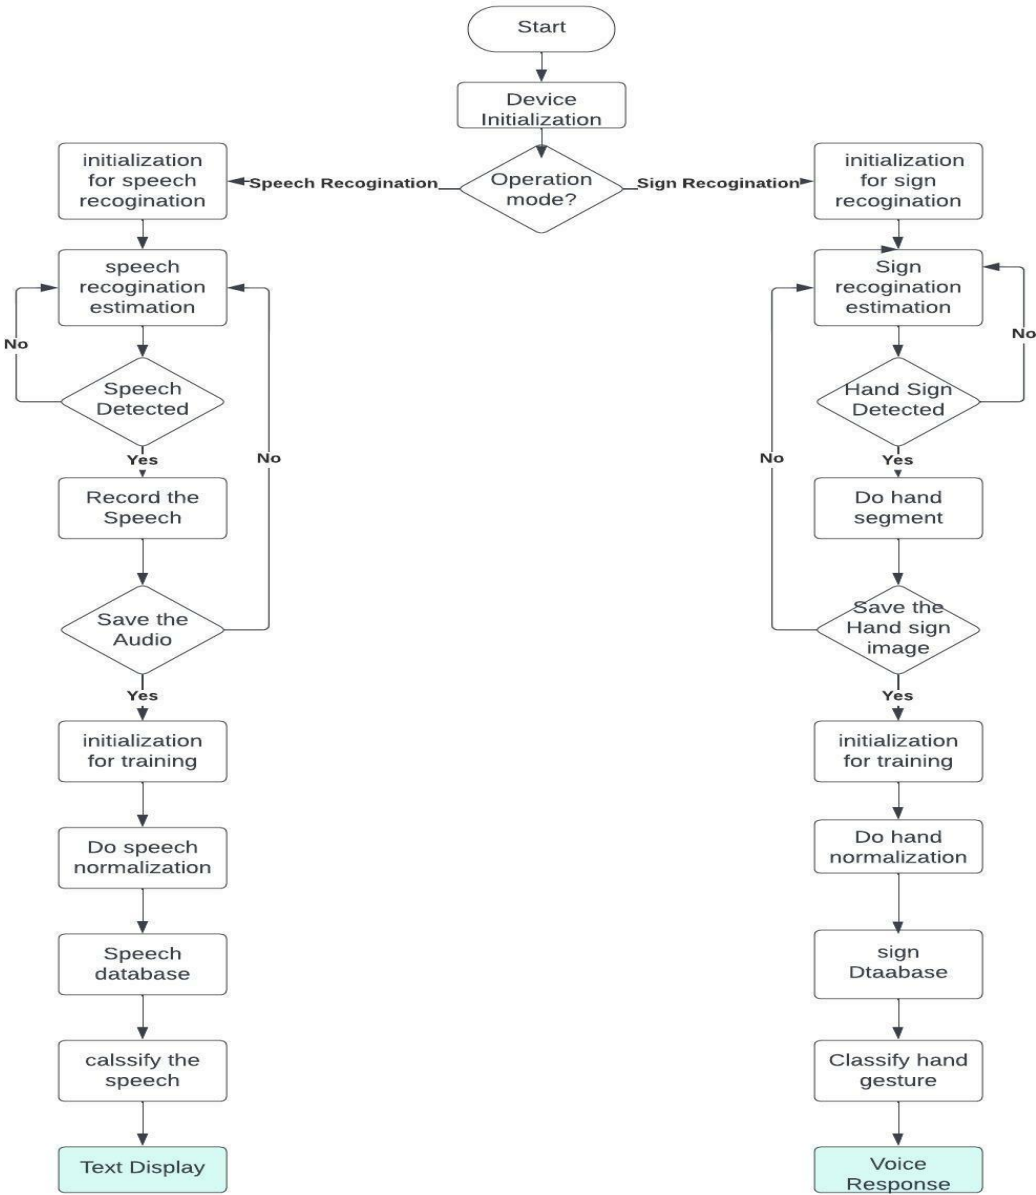 Start
Device
Initialization
Operation
mode?
Speech Recogination
Sign Recogination
initialization
for speech
recogination
speech
recogination
estimation
No
Speech
Detected
Yes
No
Record the
Speech
Save the
Audio
Yes
initialization
for training
Do speech
normalization
Speech
database
calssify the
speech
Text Display
initialization
for sign
recogination
Sign
recogination
estimation
No
Hand Sign
Detected
Yes
No
Do hand
segment
Save the
Hand sign
image
Yes
initialization
for training
Do hand
normalization
sign
Dtaabase
Classify hand
gesture
Voice
Response